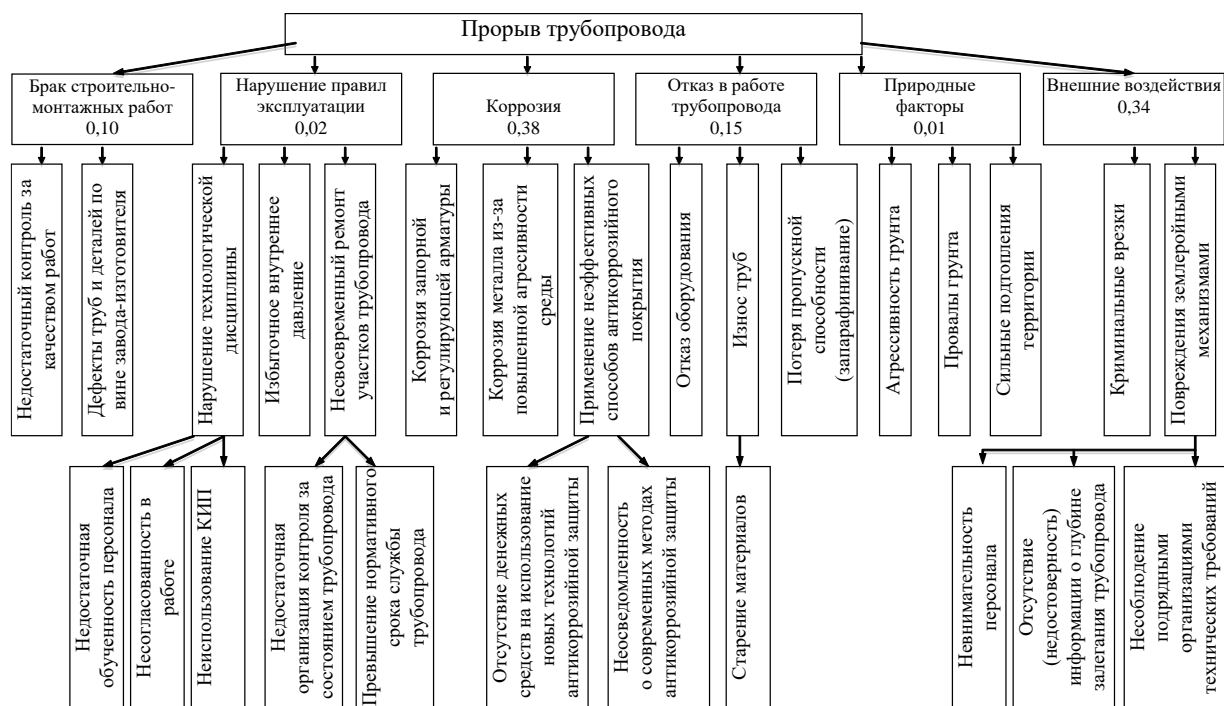 Прорыв трубопровода
Брак строительно-
монтажных работ
0,10
Нарушение правил
эксплуатации
0,02
Коррозия
0,38
Отказ в работе
трубопровода
0,15
Природные
факторы
0,01
Внешние воздействия
0,34
Недостаточный контроль за
качеством работ
Дефекты труб и деталей по
вине завода-изготовителя
Нарушение технологической
дисциплины
Избыточное внутреннее
давление
Несвоевременный ремонт
участков трубопровода
Коррозия запорной
и регулирующей арматуры
Коррозия металла из-за
повышенной агресивности
среды
Применение неэффективных
способов антикоррозийного
покрытия
Отказ оборудования
Износ труб
Потеря пропускной
способности
(запарафинивание)
Агрессивность грунта
Провалы грунта
Сильные подтопления
территории
Криминальные врезки
Повреждения землеройными
механизмами
Недостаточная
обученность персонала
Несогласованность в
работе
Неиспользование КИП
Недостаточная
организация контроля за
состоянием трубопровода
Превышение нормативного
срока службы
трубопровода
Отсутствие денежных
средств на использование
новых технологий
антикоррозийной защиты
Неосведомленность
о современных методах
антикоррозийной защиты
Старение материалов
Невнимательность
персонала
Отсутствие
(недостоверность)
информации о глубине
залегания трубопровода
Несоблюдение
подрядными
организациями
технических требований